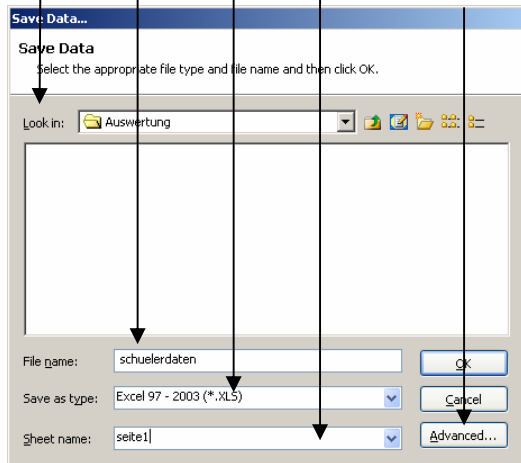 Save Data...
Save Data
Select the appropriate file type and file name and then click OK.
Look in: Auswertung
File name: schuelerdaten
OK
Save as type: Excel 97 - 2003 (*.XLS)
Cancel
Sheet name: seite1
Advanced...